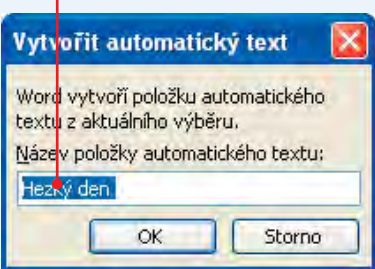 Vytvořit automatický text
Word vytvoří položku automatického
textu z aktuálního výběru.
Název položky automatického textu:
Hezký den.
OK
Storno